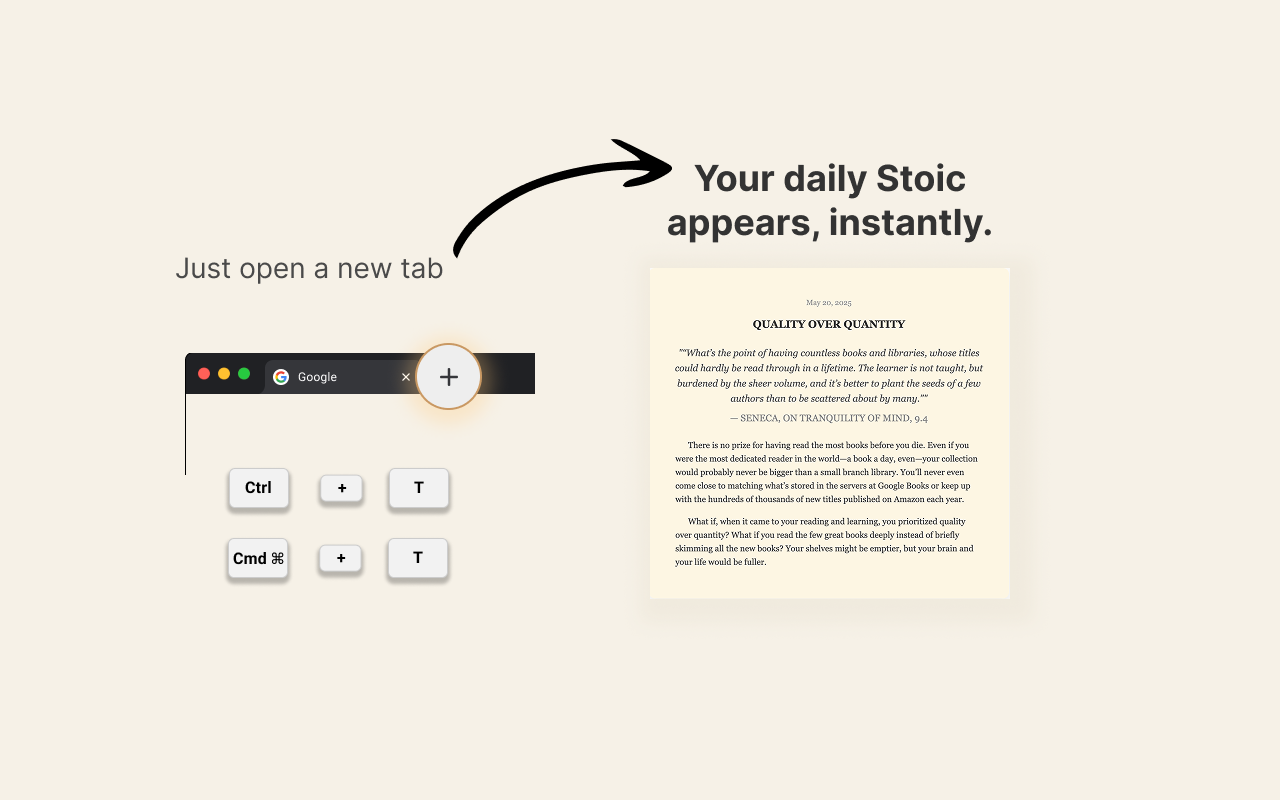 Just open a new tab
Google
Ctrl + T
Cmd ⌘ + T
Your daily Stoic
appears, instantly.
May 20, 2025
QUALITY OVER QUANTITY
"“What's the point of having countless books and libraries, whose titles
could hardly be read through in a lifetime. The learner is not taught, but
burdened by the sheer volume, and it's better to plant the seeds of a few
authors than to be scattered about by many.”"
— SENECA, ON TRANQUILITY OF MIND, 9.4
There is no prize for having read the most books before you die. Even if you
were the most dedicated reader in the world—a book a day, even—your collection
would probably never be bigger than a small branch library. You'll never even
come close to matching what's stored in the servers at Google Books or keep up
with the hundreds of thousands of new titles published on Amazon each year.
What if, when it came to your reading and learning, you prioritized quality
over quantity? What if you read the few great books deeply instead of briefly
skimming all the new books? Your shelves might be emptier, but your brain and
your life would be fuller.